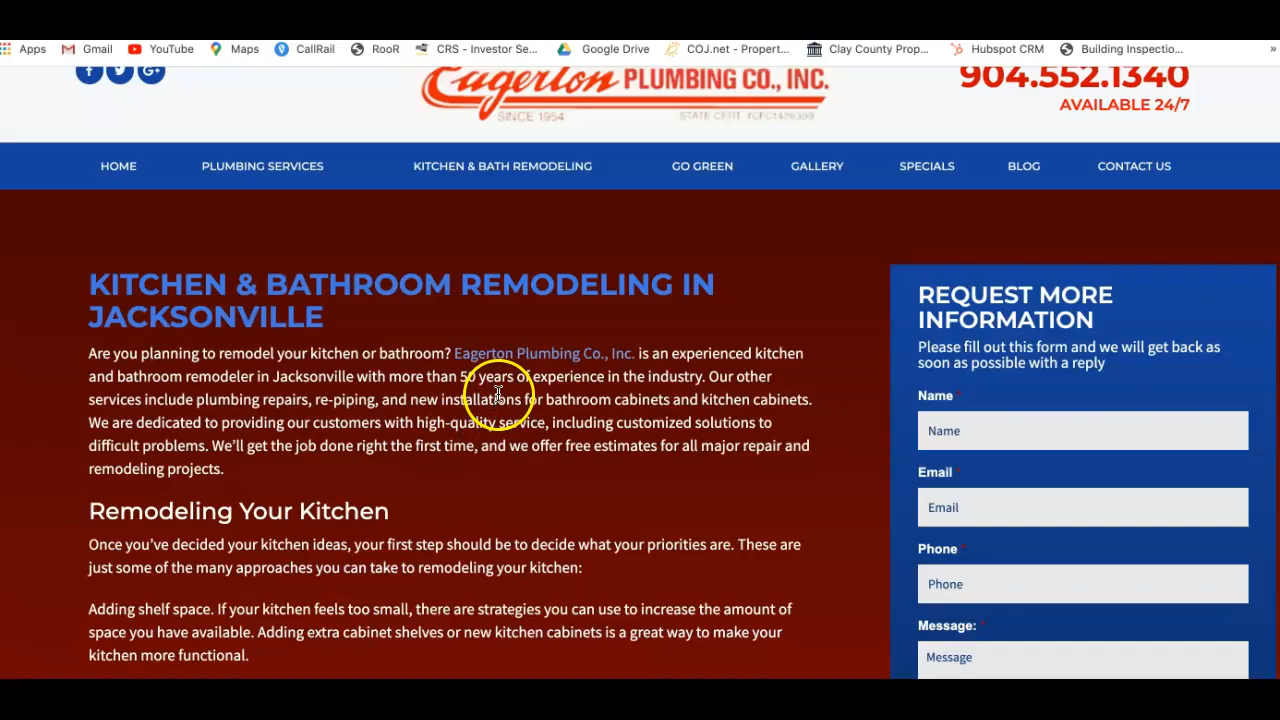 Apps Gmail YouTube Maps CallRail RooR CRS - Investor Se... Google Drive COJ.net - Propert... Clay County Prop... Hubspot CRM Building Inspectio... »
f G+
Eagerton PLUMBING CO., INC.
SINCE 1954 STATE CERT #CFC1426399
904.552.1340
AVAILABLE 24/7
HOME PLUMBING SERVICES KITCHEN & BATH REMODELING GO GREEN GALLERY SPECIALS BLOG CONTACT US
KITCHEN & BATHROOM REMODELING IN
JACKSONVILLE
Are you planning to remodel your kitchen or bathroom? Eagerton Plumbing Co., Inc. is an experienced kitchen
and bathroom remodeler in Jacksonville with more than 50 years of experience in the industry. Our other
services include plumbing repairs, re-piping, and new installations for bathroom cabinets and kitchen cabinets.
We are dedicated to providing our customers with high-quality service, including customized solutions to
difficult problems. We'll get the job done right the first time, and we offer free estimates for all major repair and
remodeling projects.
Remodeling Your Kitchen
Once you've decided your kitchen ideas, your first step should be to decide what your priorities are. These are
just some of the many approaches you can take to remodeling your kitchen:
Adding shelf space. If your kitchen feels too small, there are strategies you can use to increase the amount of
space you have available. Adding extra cabinet shelves or new kitchen cabinets is a great way to make your
kitchen more functional.
REQUEST MORE
INFORMATION
Please fill out this form and we will get back as
soon as possible with a reply
Name *
Name
Email *
Email
Phone *
Phone
Message: *
Message